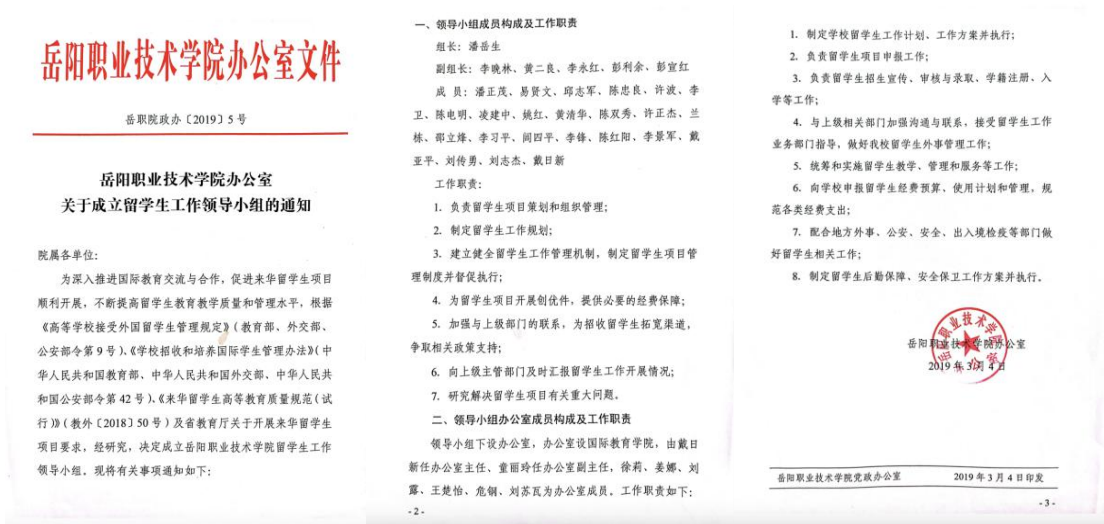 岳阳职业技术学院办公室文件
岳职院政办〔2019〕5号
岳阳职业技术学院办公室
关于成立留学生工作领导小组的通知
院属各单位：
为深入推进国际教育交流与合作，促进来华留学生项目
顺利开展，不断提高留学生教育教学质量和管理水平，根据
《高等学校接受外国留学生管理规定》（教育部、外交部、
公安部令第9号）、《学校招收和培养国际学生管理办法》（中
华人民共和国教育部、中华人民共和国外交部、中华人民共
和国公安部令第42号）、《来华留学生高等教育质量规范（试
行）》（教外〔2018〕50号）及省教育厅关于开展来华留学生
项目要求，经研究，决定成立岳阳职业技术学院留学生工作
领导小组。现将有关事项通知如下：
一、领导小组成员构成及工作职责
组长：潘岳生
副组长：李晚林、黄二良、李永红、彭利余、彭宣红
成 员：潘正茂、易贤文、邱志军、陈忠良、许波、李
卫、陈电明、凌建中、姚红、黄清华、陈双秀、许正杰、兰
栋、邵立烽、李习平、闾四平、李锋、陈红阳、李景军、戴
亚平、刘传勇、刘志杰、戴日新
工作职责：
1. 负责留学生项目策划和组织管理；
2. 制定留学生工作规划；
3. 建立健全留学生工作管理机制，制定留学生项目管
理制度并督促执行；
4. 为留学生项目开展创优件，提供必要的经费保障；
5. 加强与上级部门的联系，为招收留学生拓宽渠道，
争取相关政策支持；
6. 向上级主管部门及时汇报留学生工作开展情况；
7. 研究解决留学生项目有关重大问题。
二、领导小组办公室成员构成及工作职责
领导小组下设办公室，办公室设国际教育学院，由戴日
新任办公室主任、童丽玲任办公室副主任，徐莉、姜娜、刘
露、王楚怡、危钢、刘苏瓦为办公室成员。工作职责如下：
- 2 -
1. 制定学校留学生工作计划、工作方案并执行；
2. 负责留学生项目申报工作；
3. 负责留学生招生宣传、审核与录取、学籍注册、入
学等工作；
4. 与上级相关部门加强沟通与联系，接受留学生工作
业务部门指导，做好我校留学生外事管理工作；
5. 统筹和实施留学生教学、管理和服务等工作；
6. 向学校申报留学生经费预算、使用计划和管理，规
范各类经费支出；
7. 配合地方外事、公安、安全、出入境检疫等部门做
好留学生相关工作；
8. 制定留学生后勤保障、安全保卫工作方案并执行。
岳阳职业技术学院办公室
2019年3月4日
岳阳职业技术学院党政办公室 2019年3月4日印发
- 3 -